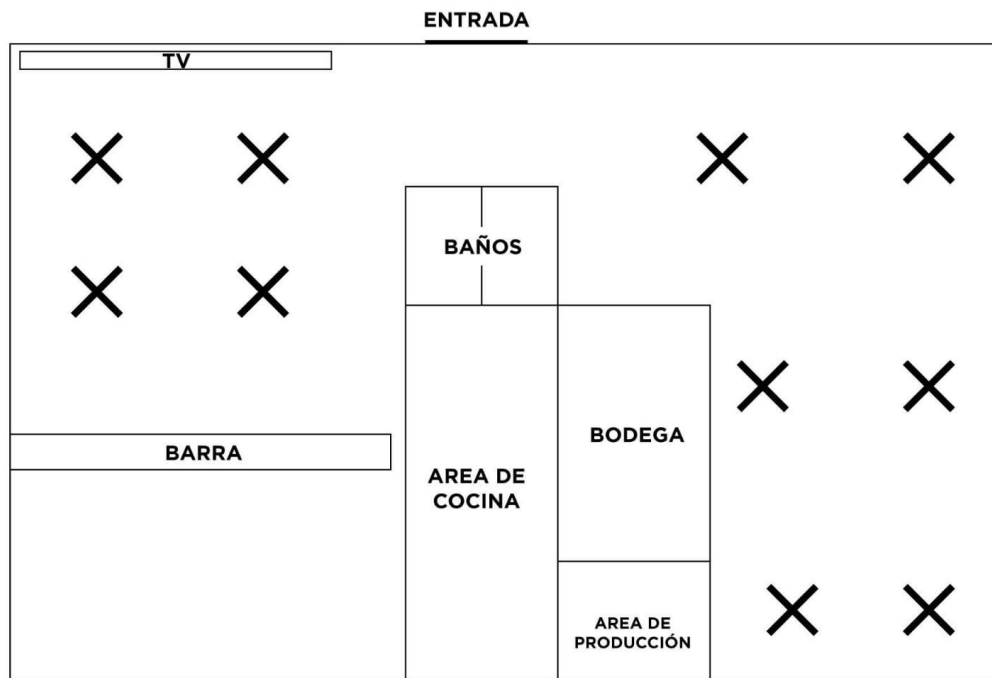 ENTRADA
TV
BAÑOS
BARRA
AREA DE
COCINA
BODEGA
AREA DE
PRODUCCIÓN